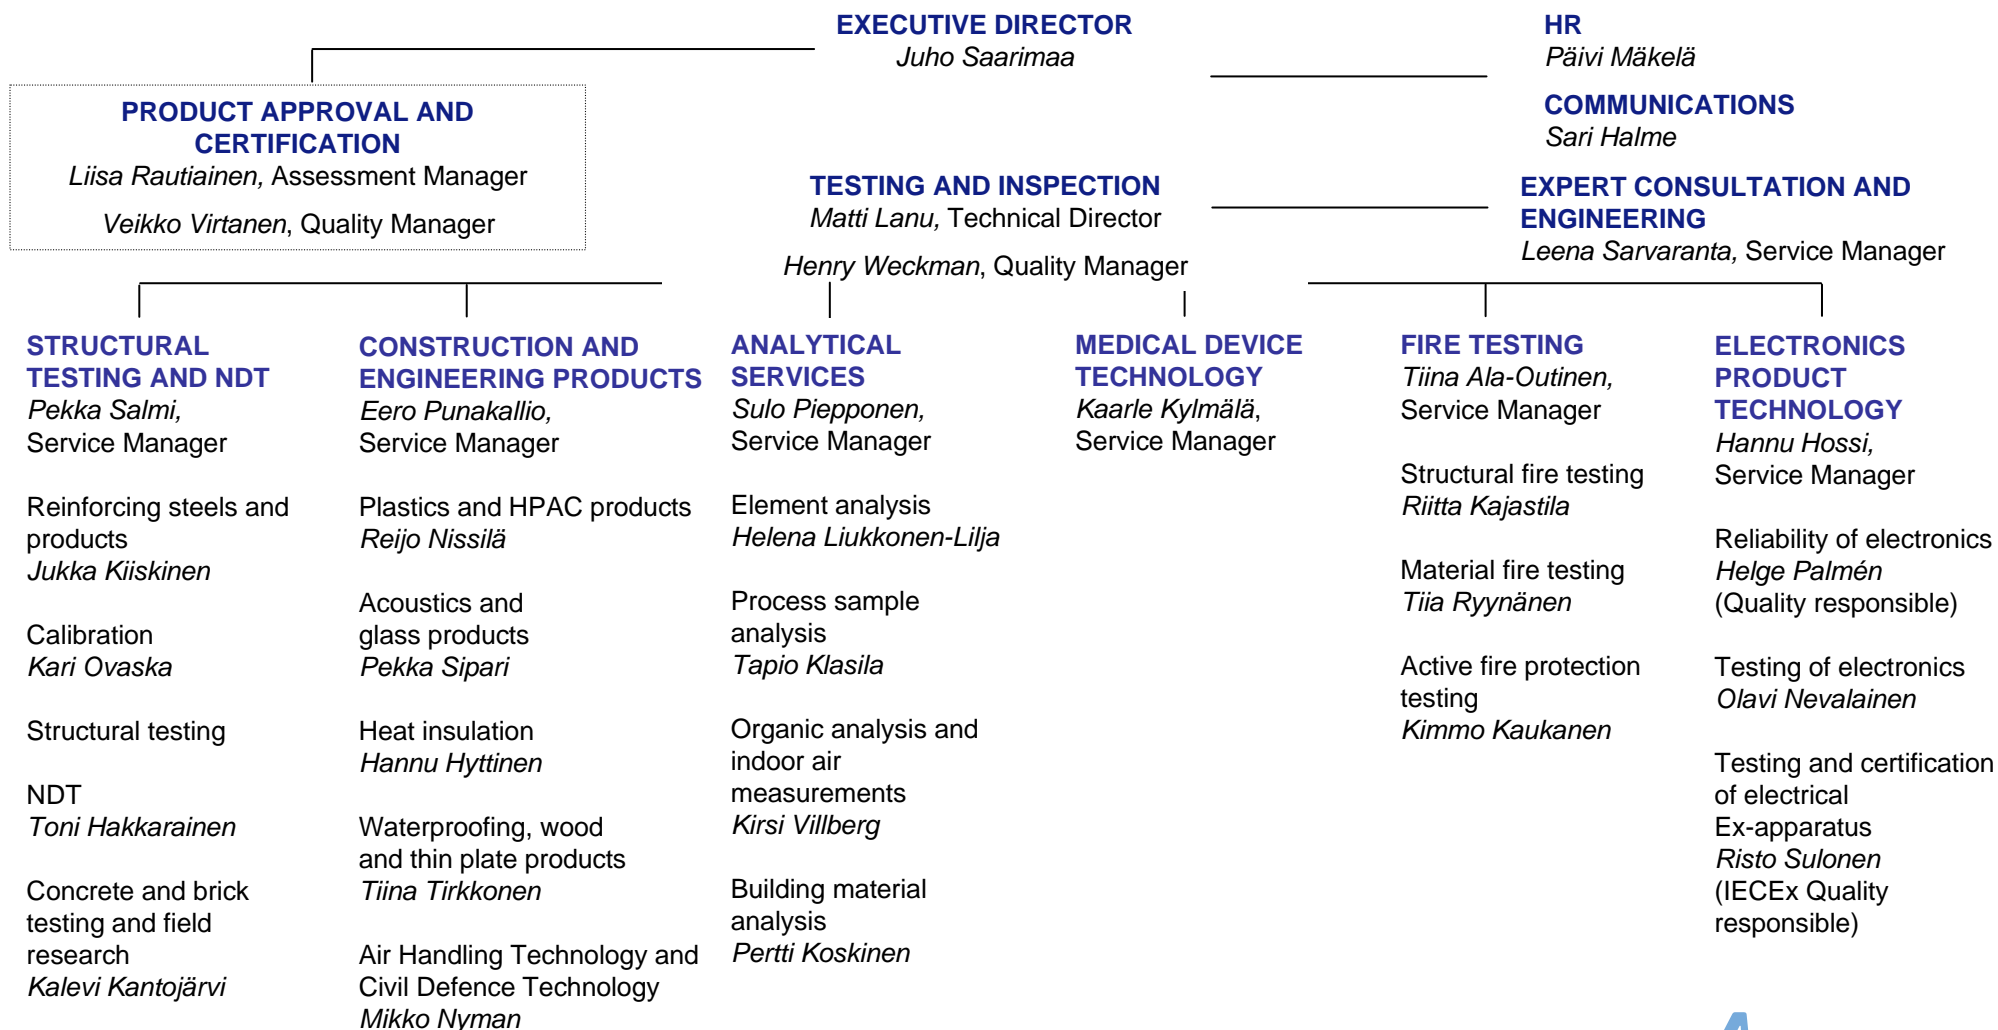 EXECUTIVE DIRECTOR
Juho Saarimaa
HR
Päivi Mäkelä
COMMUNICATIONS
Sari Halme
PRODUCT APPROVAL AND
CERTIFICATION
Liisa Rautiainen, Assessment Manager
Veikko Virtanen, Quality Manager
TESTING AND INSPECTION
Matti Lanu, Technical Director
Henry Weckman, Quality Manager
EXPERT CONSULTATION AND
ENGINEERING
Leena Sarvaranta, Service Manager
STRUCTURAL
TESTING AND NDT
Pekka Salmi,
Service Manager
Reinforcing steels and
products
Jukka Kiiskinen
Calibration
Kari Ovaska
Structural testing
NDT
Toni Hakkarainen
Concrete and brick
testing and field
research
Kalevi Kantojärvi
CONSTRUCTION AND
ENGINEERING PRODUCTS
Eero Punakallio,
Service Manager
Plastics and HPAC products
Reijo Nissilä
Acoustics and
glass products
Pekka Sipari
Heat insulation
Hannu Hyttinen
Waterproofing, wood
and thin plate products
Tiina Tirkkonen
Air Handling Technology and
Civil Defence Technology
Mikko Nyman
ANALYTICAL
SERVICES
Sulo Piepponen,
Service Manager
Element analysis
Helena Liukkonen-Lilja
Process sample
analysis
Tapio Klasila
Organic analysis and
indoor air
measurements
Kirsi Villberg
Building material
analysis
Pertti Koskinen
MEDICAL DEVICE
TECHNOLOGY
Kaarle Kylmälä,
Service Manager
FIRE TESTING
Tiina Ala-Outinen,
Service Manager
Structural fire testing
Riitta Kajastila
Material fire testing
Tiia Ryynänen
Active fire protection
testing
Kimmo Kaukanen
ELECTRONICS
PRODUCT
TECHNOLOGY
Hannu Hossi,
Service Manager
Reliability of electronics
Helge Palmén
(Quality responsible)
Testing of electronics
Olavi Nevalainen
Testing and certification
of electrical
Ex-apparatus
Risto Sulonen
(IECEx Quality
responsible)